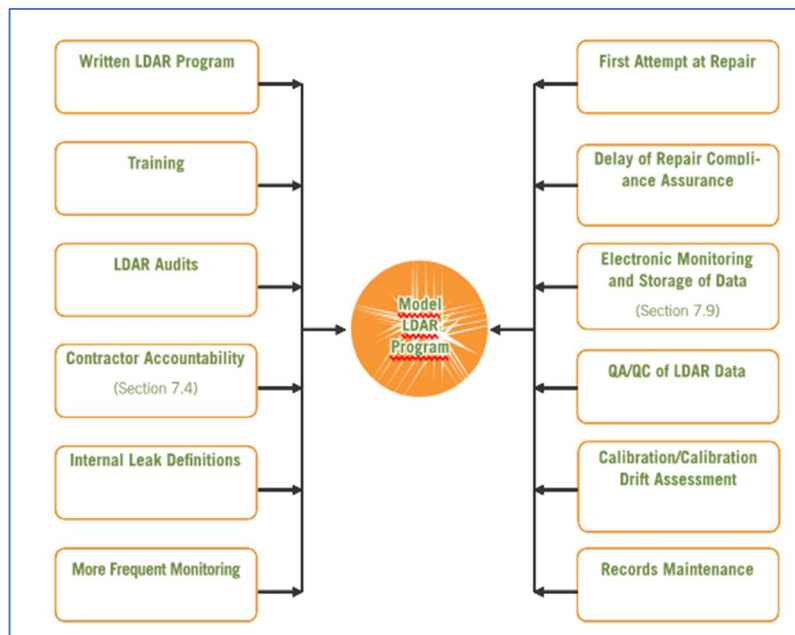 Written LDAR Program
Training
LDAR Audits
Contractor Accountability
(Section 7.4)
Internal Leak Definitions
More Frequent Monitoring
Model
LDAR
Program
First Attempt at Repair
Delay of Repair Compli-
ance Assurance
Electronic Monitoring
and Storage of Data
(Section 7.9)
QA/QC of LDAR Data
Calibration/Calibration
Drift Assessment
Records Maintenance